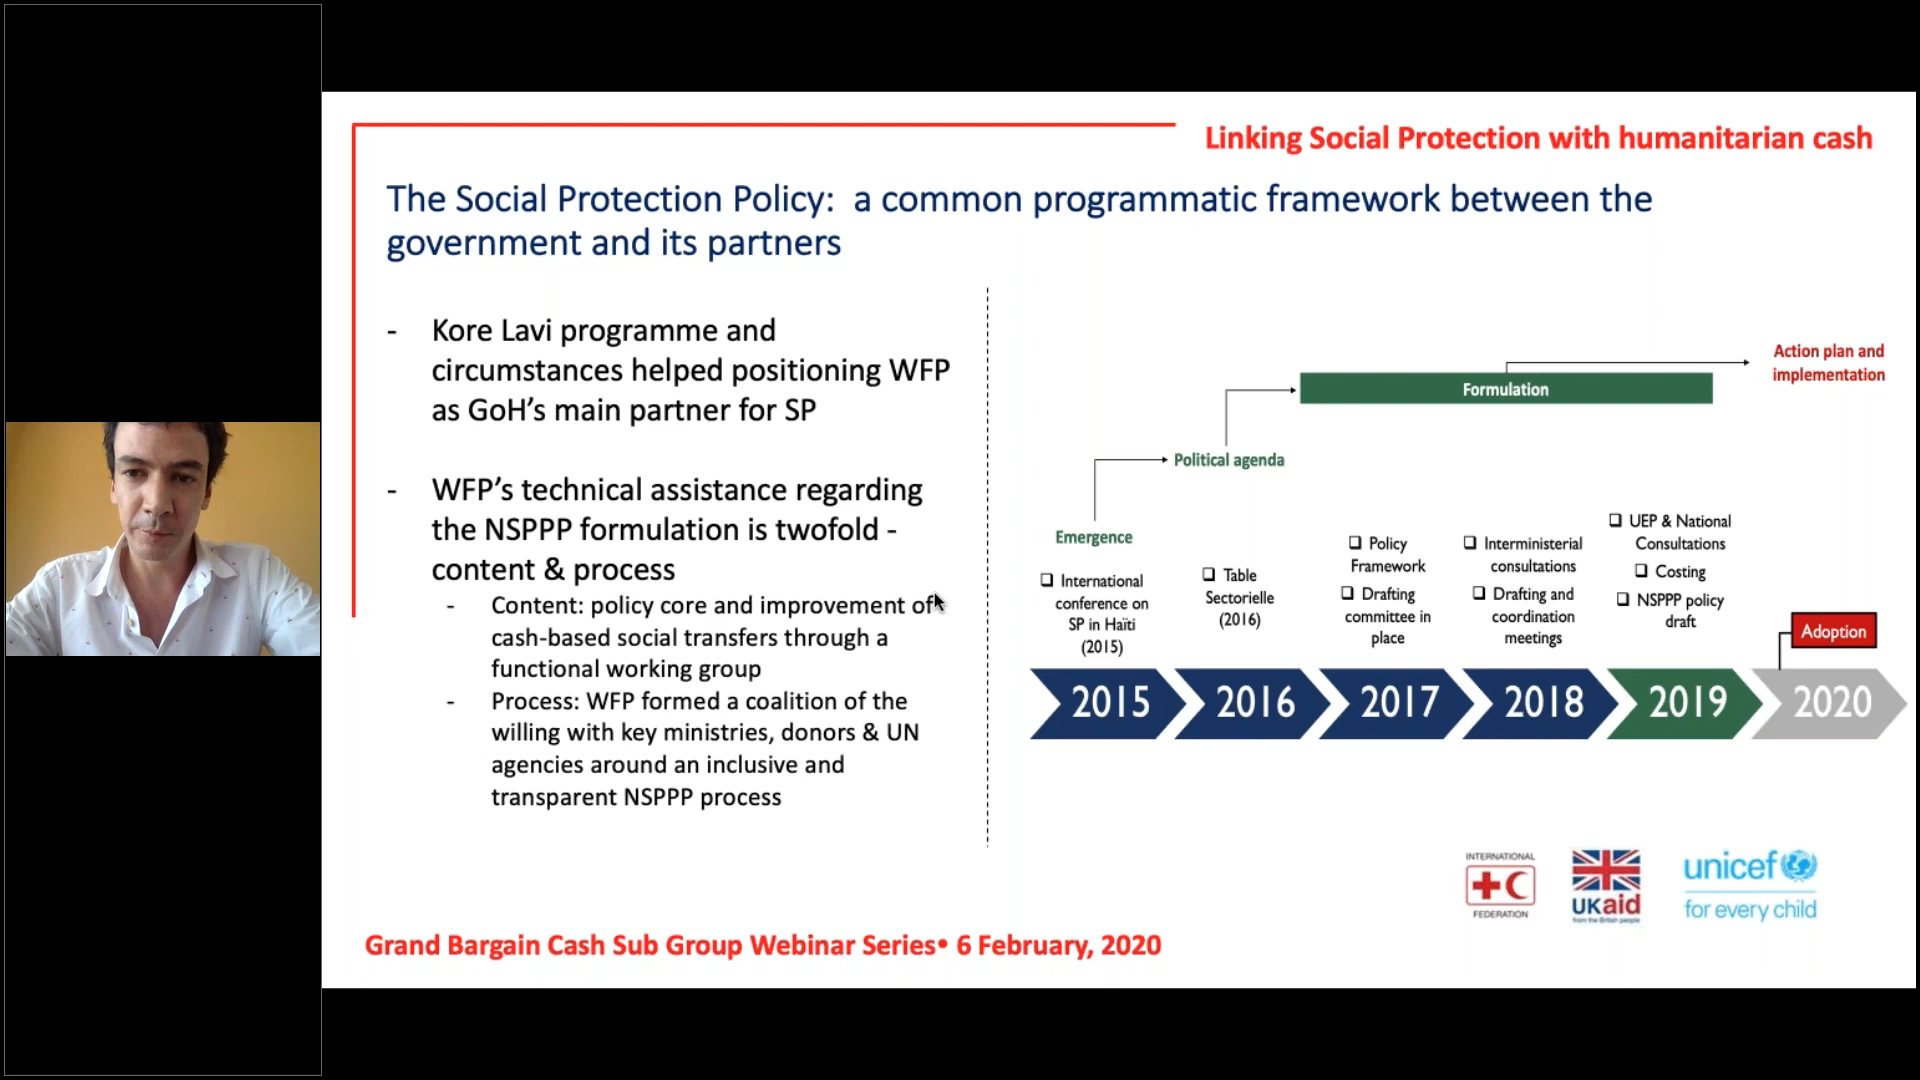 Linking Social Protection with humanitarian cash
The Social Protection Policy:  a common programmatic framework between the
government and its partners
- Kore Lavi programme and
circumstances helped positioning WFP
as GoH’s main partner for SP
- WFP’s technical assistance regarding
the NSPPP formulation is twofold -
content & process
- Content: policy core and improvement of
cash-based social transfers through a
functional working group
- Process: WFP formed a coalition of the
willing with key ministries, donors & UN
agencies around an inclusive and
transparent NSPPP process
Action plan and
implementation
Formulation
Political agenda
Emergence
❑ International
conference on
SP in Haïti
(2015)
❑ Table
Sectorielle
(2016)
❑ Policy
Framework
❑ Drafting
committee in
place
❑ Interministerial
consultations
❑ Drafting and
coordination
meetings
❑ UEP & National
Consultations
❑ Costing
❑ NSPPP policy
draft
Adoption
2015
2016
2017
2018
2019
2020
INTERNATIONAL
FEDERATION
UKaid
from the British people
unicef
for every child
Grand Bargain Cash Sub Group Webinar Series• 6 February, 2020